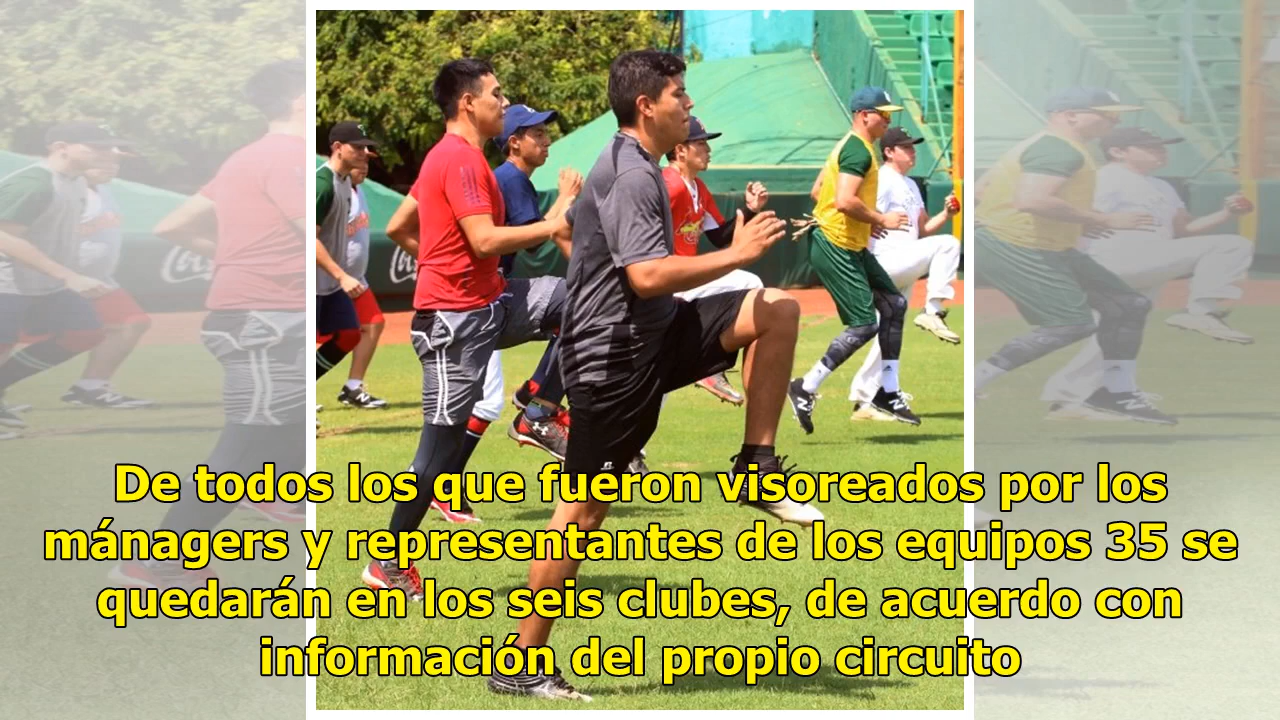 De todos los que fueron visoreados por los
mánagers y representantes de los equipos 35 se
quedarán en los seis clubes, de acuerdo con
información del propio circuito